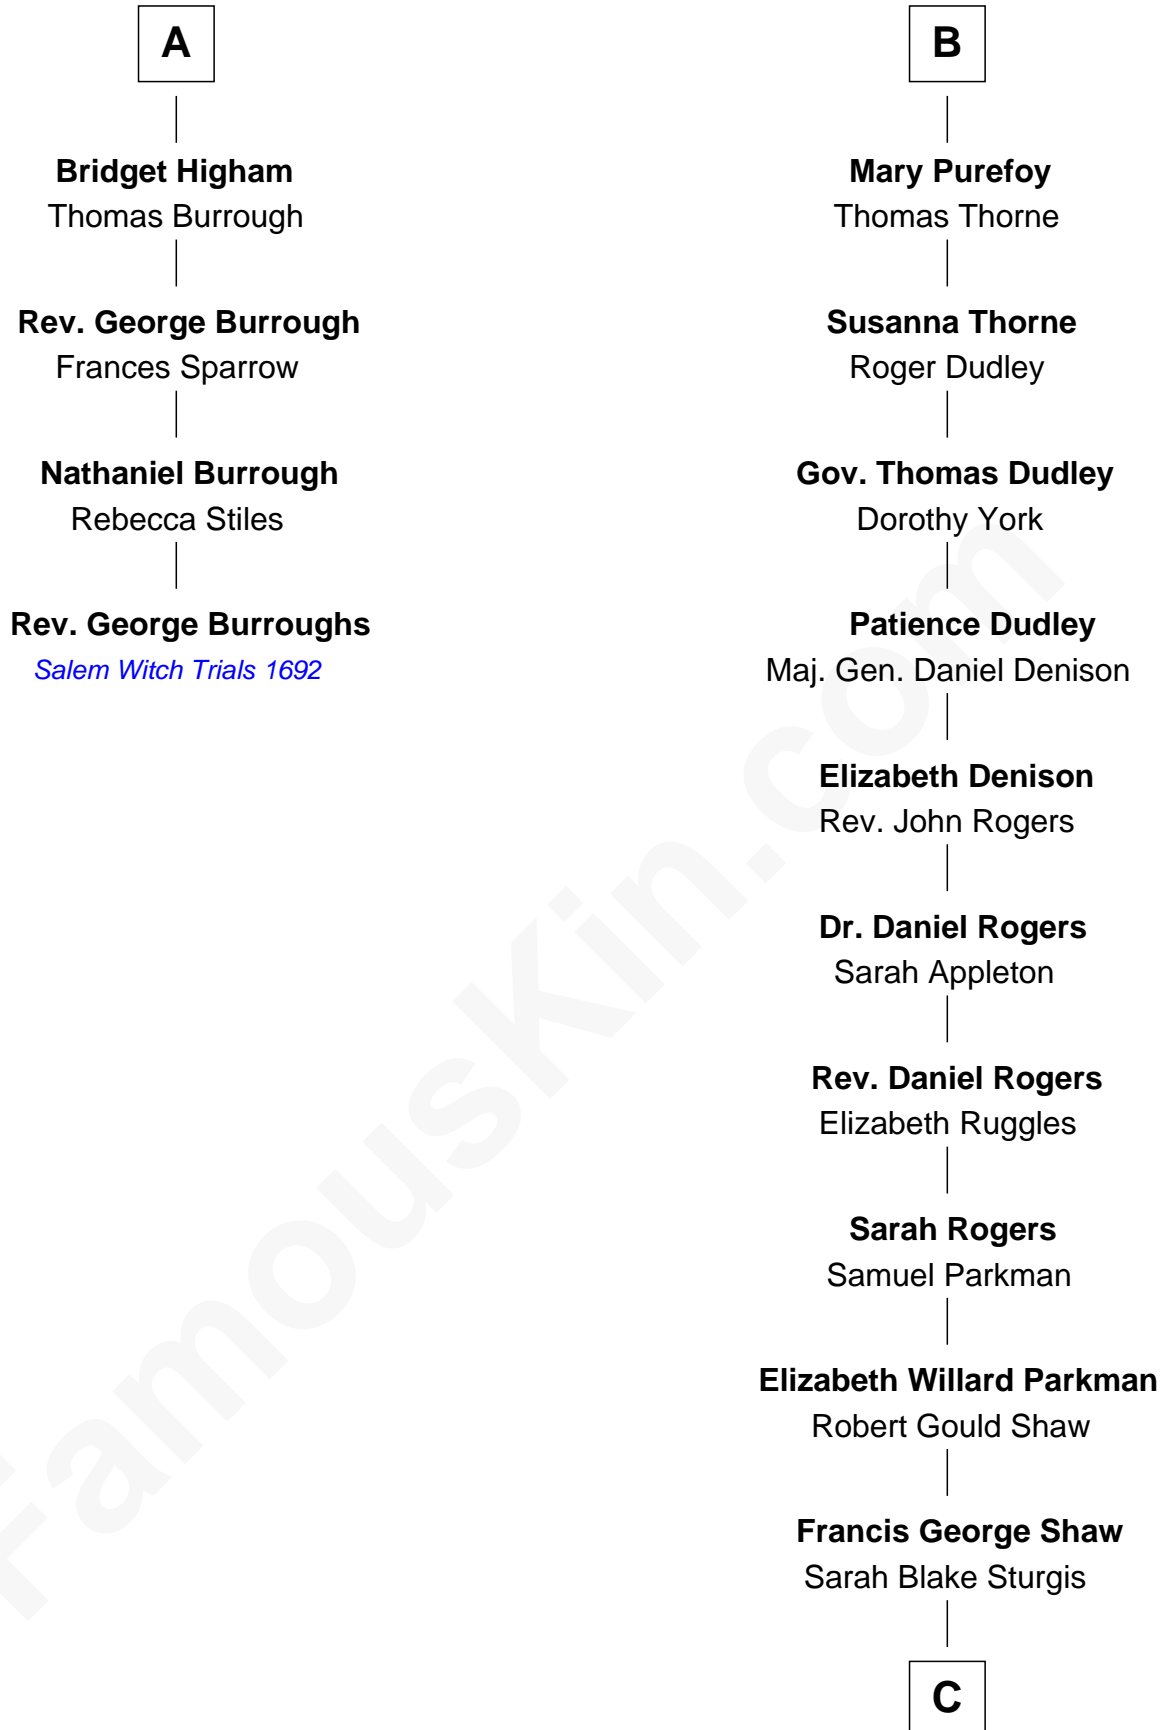 A
Bridget Higham
Thomas Burrough
Rev. George Burrough
Frances Sparrow
Nathaniel Burrough
Rebecca Stiles
Rev. George Burroughs
Salem Witch Trials 1692
B
Mary Purefoy
Thomas Thorne
Susanna Thorne
Roger Dudley
Gov. Thomas Dudley
Dorothy York
Patience Dudley
Maj. Gen. Daniel Denison
Elizabeth Denison
Rev. John Rogers
Dr. Daniel Rogers
Sarah Appleton
Rev. Daniel Rogers
Elizabeth Ruggles
Sarah Rogers
Samuel Parkman
Elizabeth Willard Parkman
Robert Gould Shaw
Francis George Shaw
Sarah Blake Sturgis
C
FamousKin.com